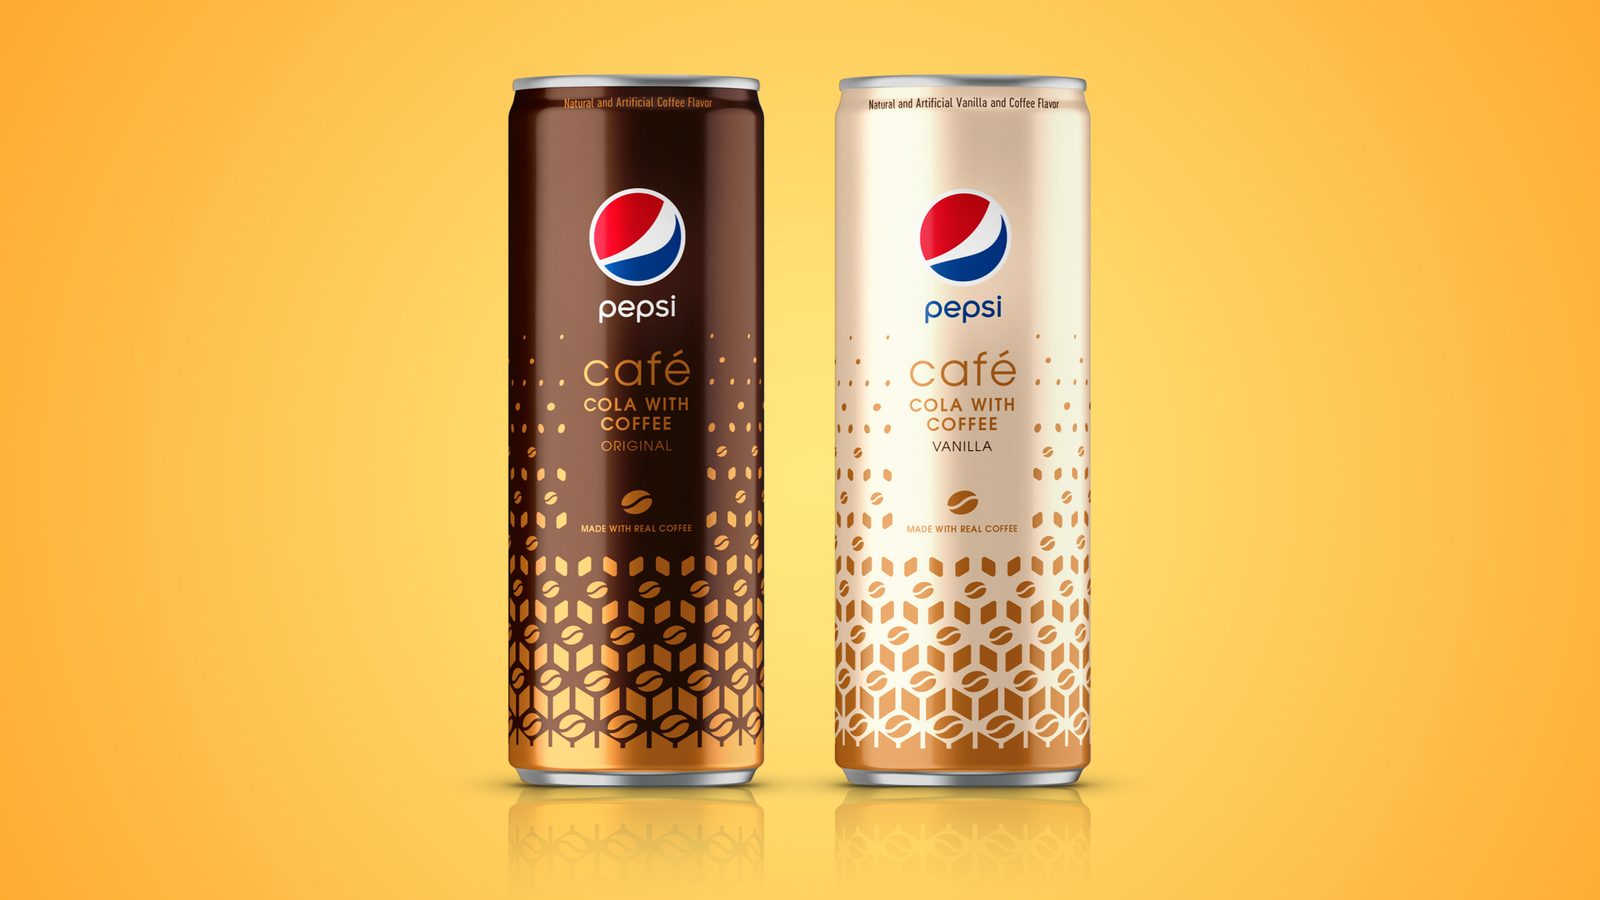 Natural and Artificial Coffee Flavor
pepsi
café
COLA WITH
COFFEE
ORIGINAL
MADE WITH REAL COFFEE
Natural and Artificial Vanilla and Coffee Flavor
pepsi
café
COLA WITH
COFFEE
VANILLA
MADE WITH REAL COFFEE